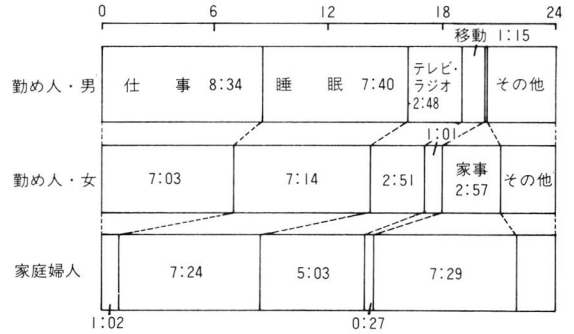 0 6 12 18 24
移動 1:15
勤め人・男 仕事 8:34 睡眠 7:40 テレビ・ラジオ 2:48 その他
1:01
勤め人・女 7:03 7:14 2:51 家事 2:57 その他
家庭婦人 7:24 5:03 7:29
1:02 0:27